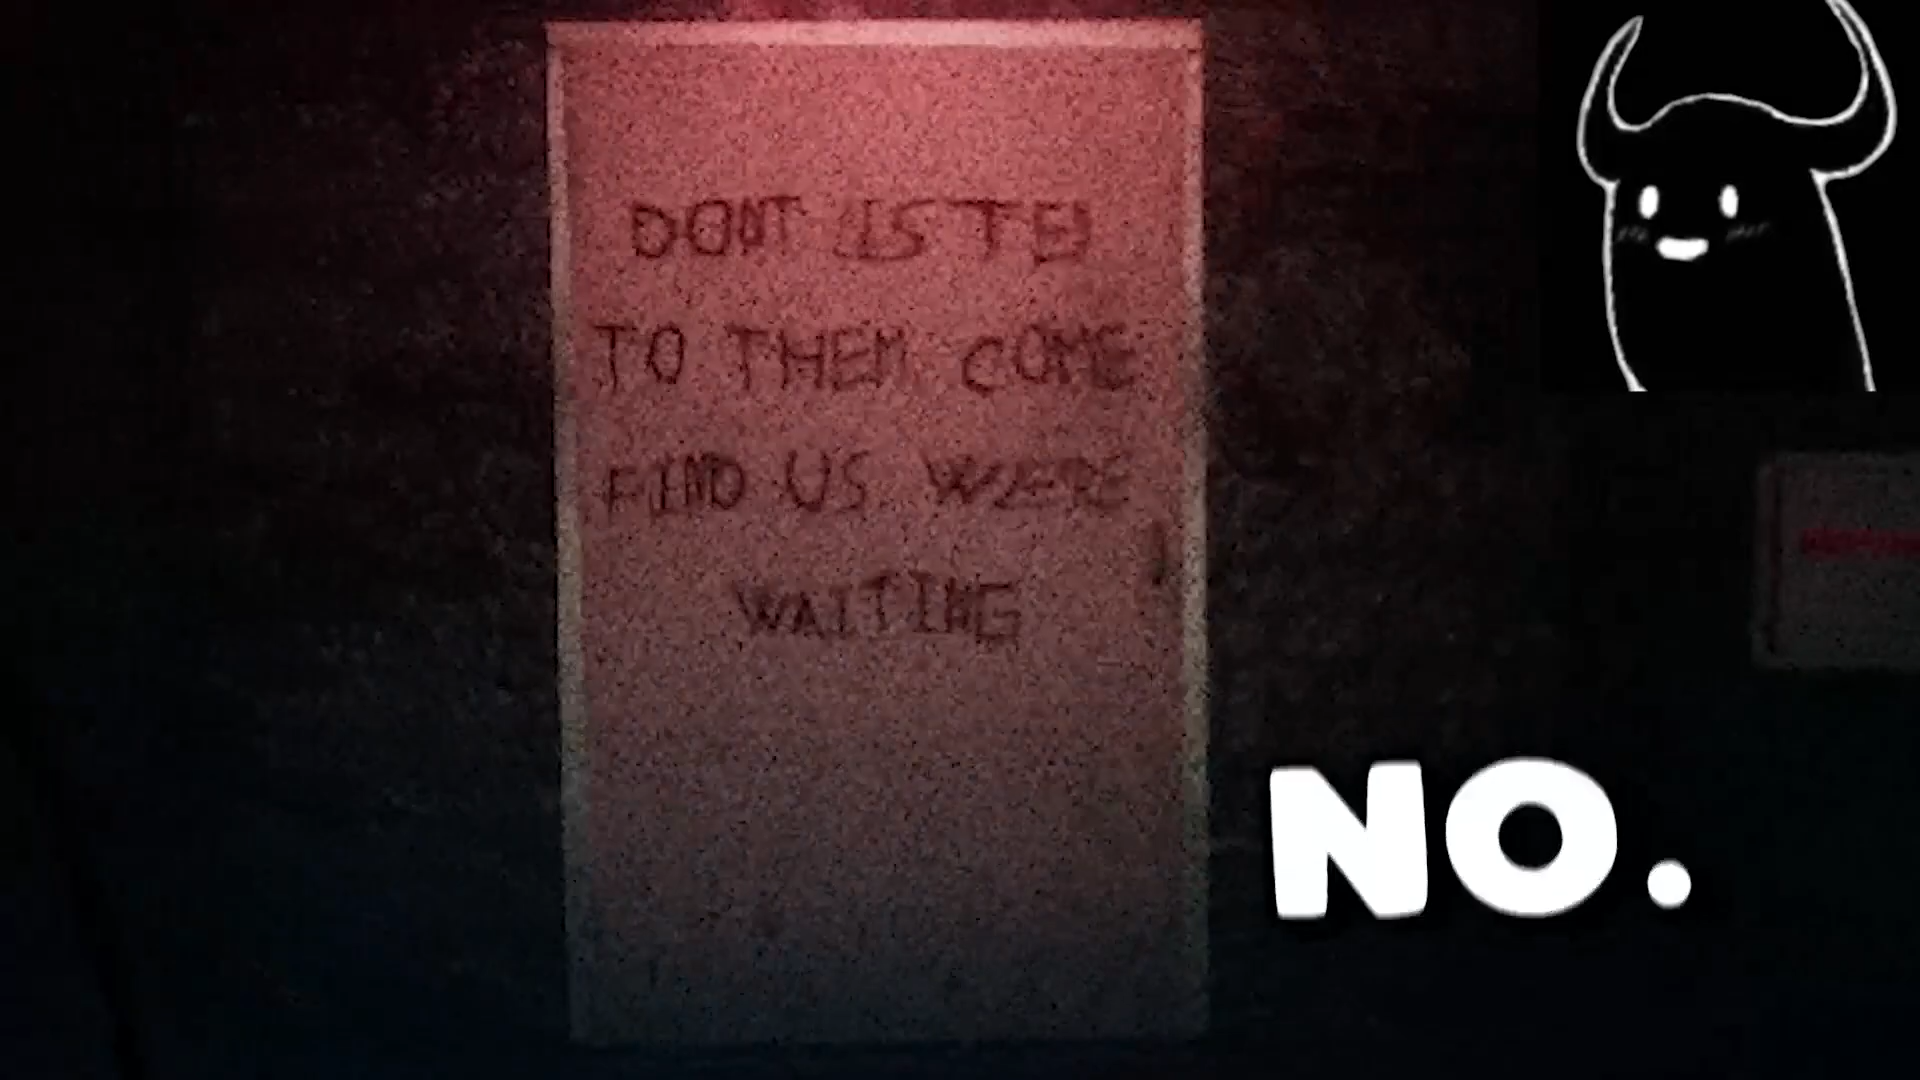 DONT LISTEN
TO THEM COME
FIND US WERE
WAITING
NO.